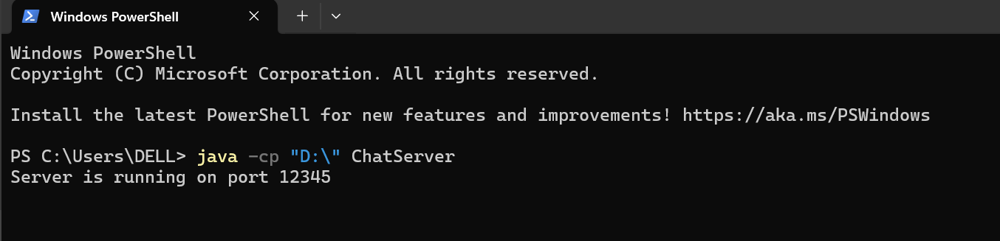 Windows PowerShell
Windows PowerShell
Copyright (C) Microsoft Corporation. All rights reserved.
Install the latest PowerShell for new features and improvements! https://aka.ms/PSWindows
PS C:\Users\DELL> java -cp "D:\" ChatServer
Server is running on port 12345